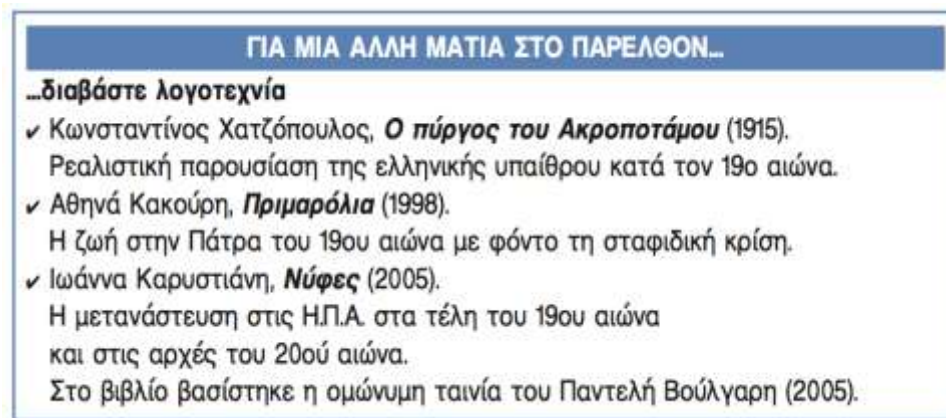 ΓΙΑ ΜΙΑ ΑΛΛΗ ΜΑΤΙΑ ΣΤΟ ΠΑΡΕΛΘΟΝ...
...διαβάστε λογοτεχνία
✔ Κωνσταντίνος Χατζόπουλος, Ο πύργος του Ακροποτάμου (1915).
Ρεαλιστική παρουσίαση της ελληνικής υπαίθρου κατά τον 19ο αιώνα.
✔ Αθηνά Κακούρη, Πριμαρόλια (1998).
Η ζωή στην Πάτρα του 19ου αιώνα με φόντο τη σταφιδική κρίση.
✔ Ιωάννα Καρυστιάνη, Νύφες (2005).
Η μετανάστευση στις Η.Π.Α. στα τέλη του 19ου αιώνα
και στις αρχές του 20ού αιώνα.
Στο βιβλίο βασίστηκε η ομώνυμη ταινία του Παντελή Βούλγαρη (2005).